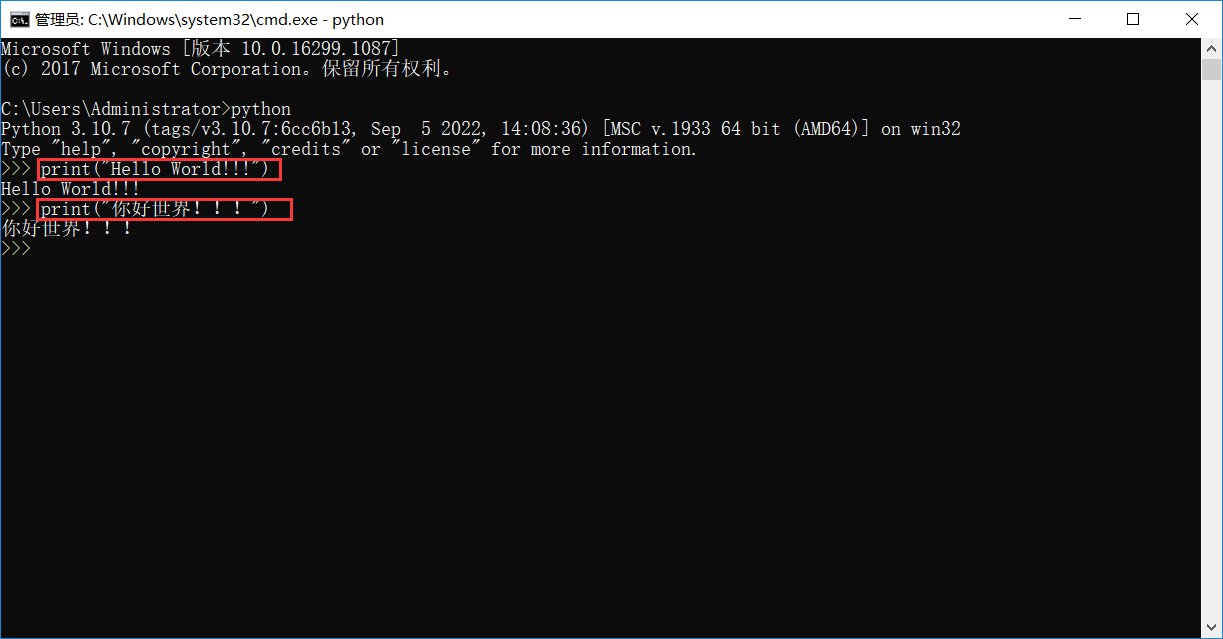 管理员: C:\Windows\system32\cmd.exe - python
Microsoft Windows [版本 10.0.16299.1087]
(c) 2017 Microsoft Corporation。保留所有权利。
C:\Users\Administrator>python
Python 3.10.7 (tags/v3.10.7:6cc6b13, Sep  5 2022, 14:08:36) [MSC v.1933 64 bit (AMD64)] on win32
Type "help", "copyright", "credits" or "license" for more information.
>>> print("Hello World!!!")
Hello World!!!
>>> print("你好世界！！！")
你好世界！！！
>>>